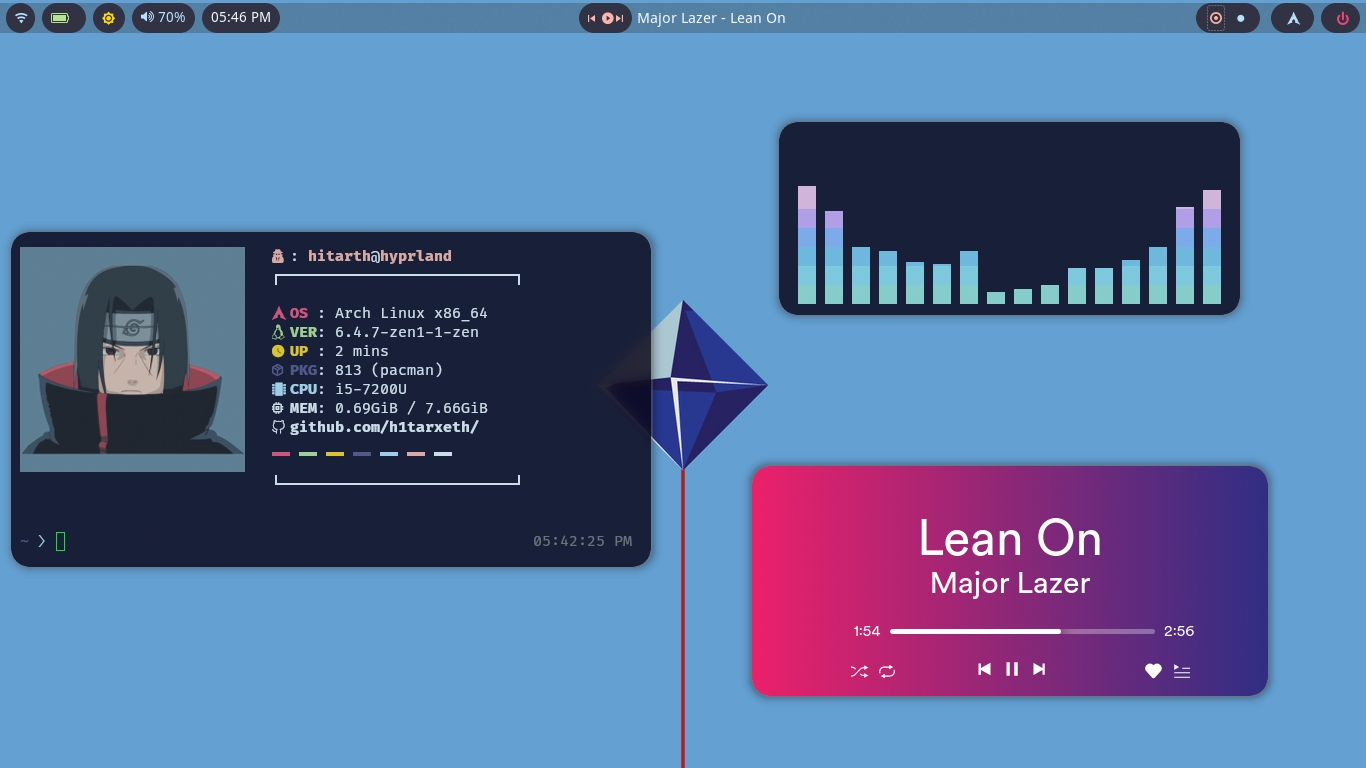 70%
05:46 PM
Major Lazer - Lean On
: hitarth@hyprland
OS : Arch Linux x86_64
VER: 6.4.7-zen1-1-zen
UP : 2 mins
PKG: 813 (pacman)
CPU: i5-7200U
MEM: 0.69GiB / 7.66GiB
github.com/h1tarxeth/
~ ❯
05:42:25 PM
Lean On
Major Lazer
1:54
2:56